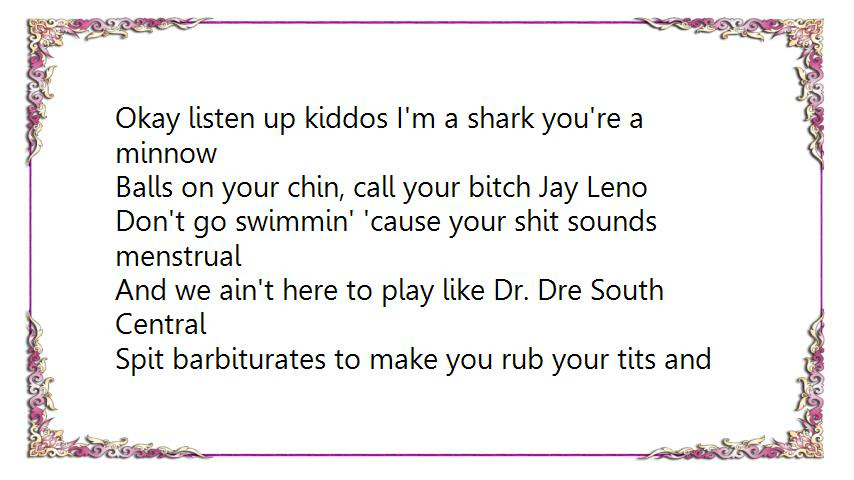 Okay listen up kiddos I'm a shark you're a
minnow
Balls on your chin, call your bitch Jay Leno
Don't go swimmin' 'cause your shit sounds
menstrual
And we ain't here to play like Dr. Dre South
Central
Spit barbiturates to make you rub your tits and